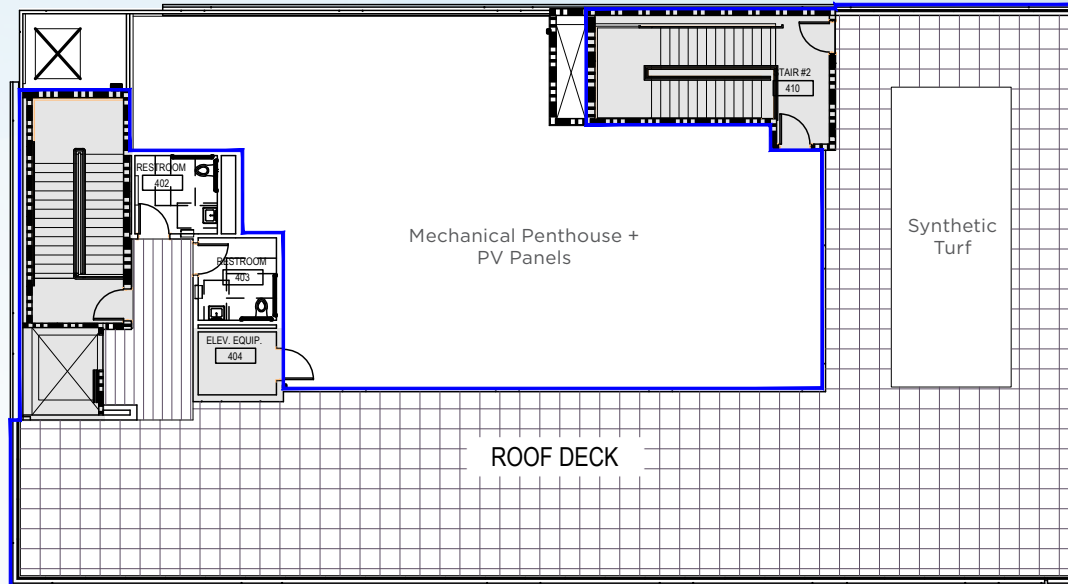 STAIR #2
410
RESTROOM
402
Mechanical Penthouse +
PV Panels
Synthetic
Turf
RESTROOM
403
ELEV. EQUIP.
404
ROOF DECK